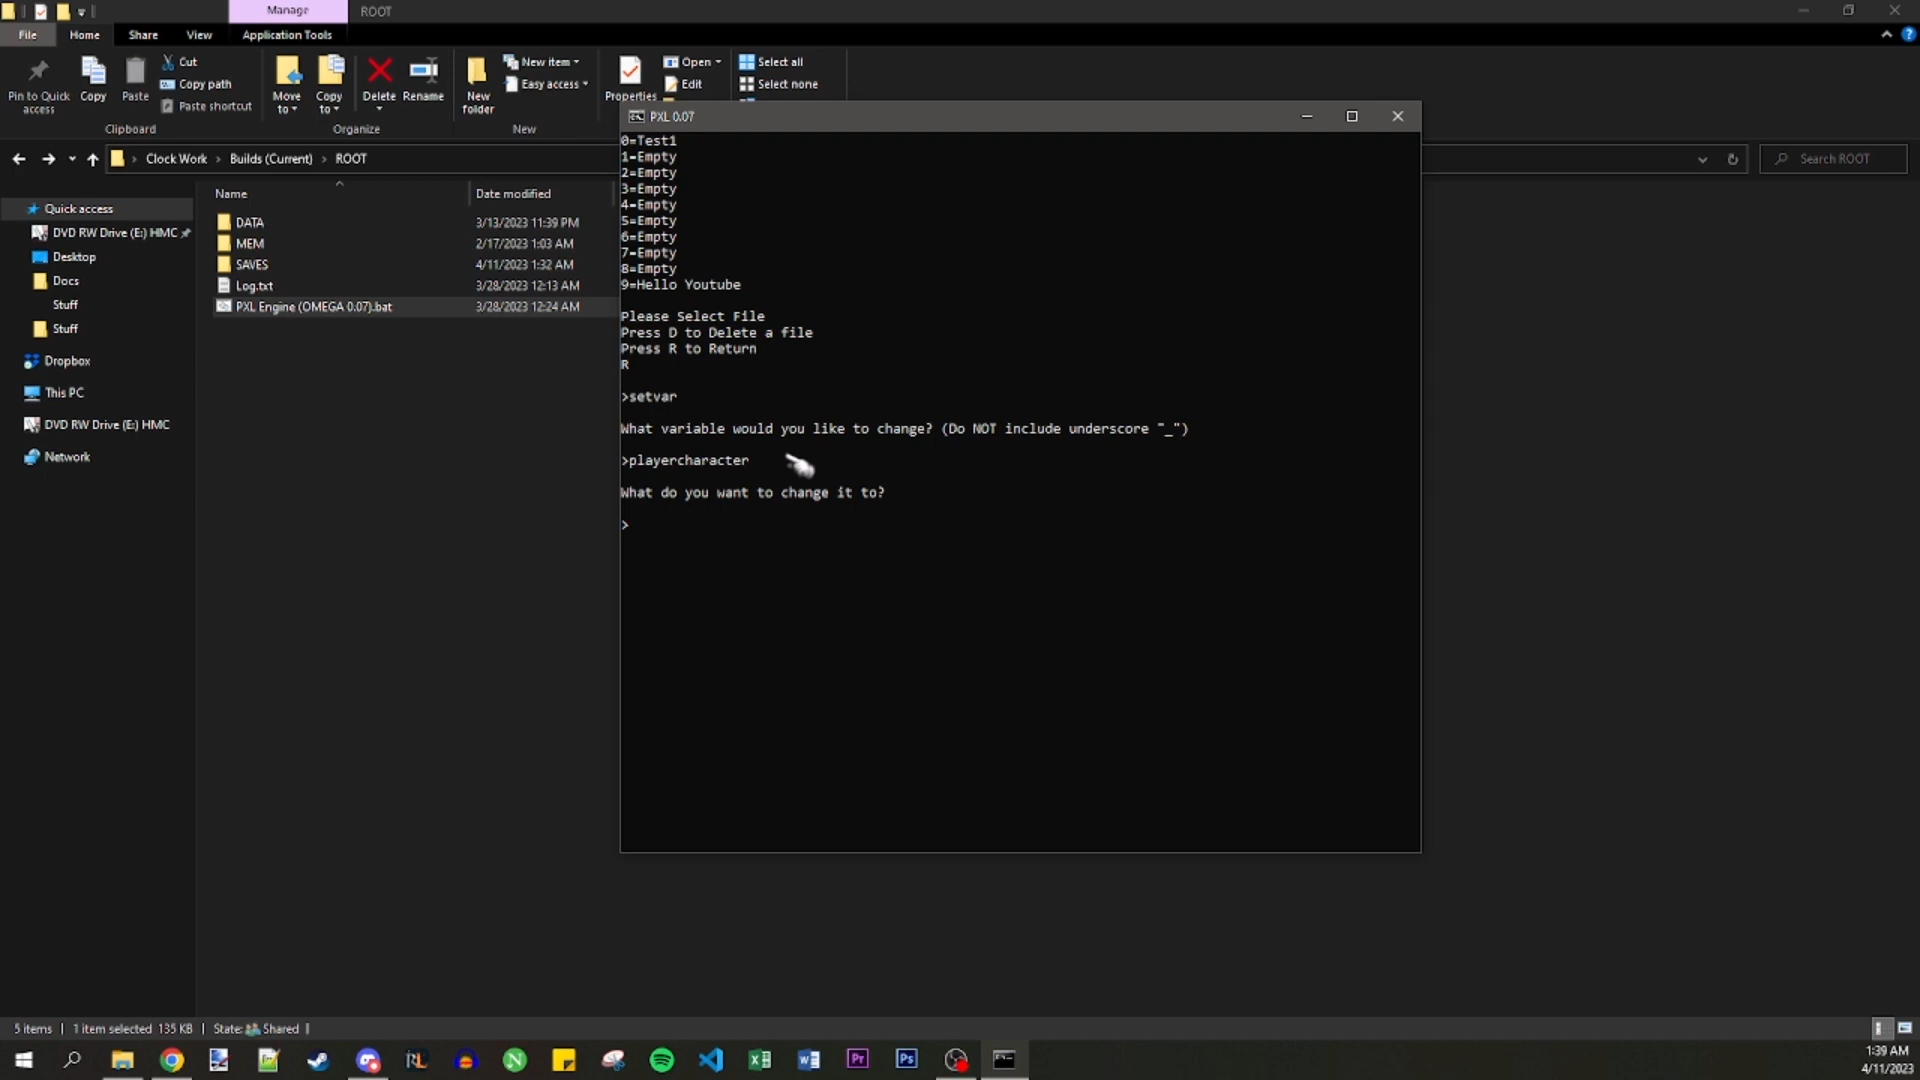 Manage
ROOT
File
Home
Share
View
Application Tools
Pin to Quick access
Copy
Paste
Cut
Copy path
Paste shortcut
Clipboard
Move to
Copy to
Delete
Rename
Organize
New folder
New item
Easy access
New
Properties
Open
Edit
Select all
Select none
Clock Work
Builds (Current)
ROOT
Search ROOT
Name
Date modified
Quick access
DVD RW Drive (E:) HMC
Desktop
Docs
Stuff
Stuff
Dropbox
This PC
DVD RW Drive (E:) HMC
Network
DATA 3/13/2023 11:39 PM
MEM 2/17/2023 1:03 AM
SAVES 4/11/2023 1:32 AM
Log.txt 3/28/2023 12:13 AM
PXL Engine (OMEGA 0.07).bat 3/28/2023 12:24 AM
PXL 0.07
0=Test1
1=Empty
2=Empty
3=Empty
4=Empty
5=Empty
6=Empty
7=Empty
8=Empty
9=Hello Youtube
Please Select File
Press D to Delete a file
Press R to Return
R
>setvar
What variable would you like to change? (Do NOT include underscore "_")
>playercharacter
What do you want to change it to?
>
5 items
1 item selected 135 KB
State: Shared
1:39 AM
4/11/2023